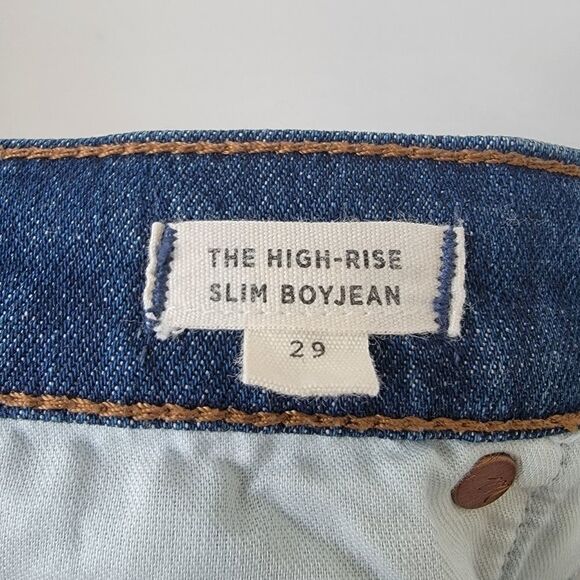 THE HIGH-RISE
SLIM BOYJEAN
29